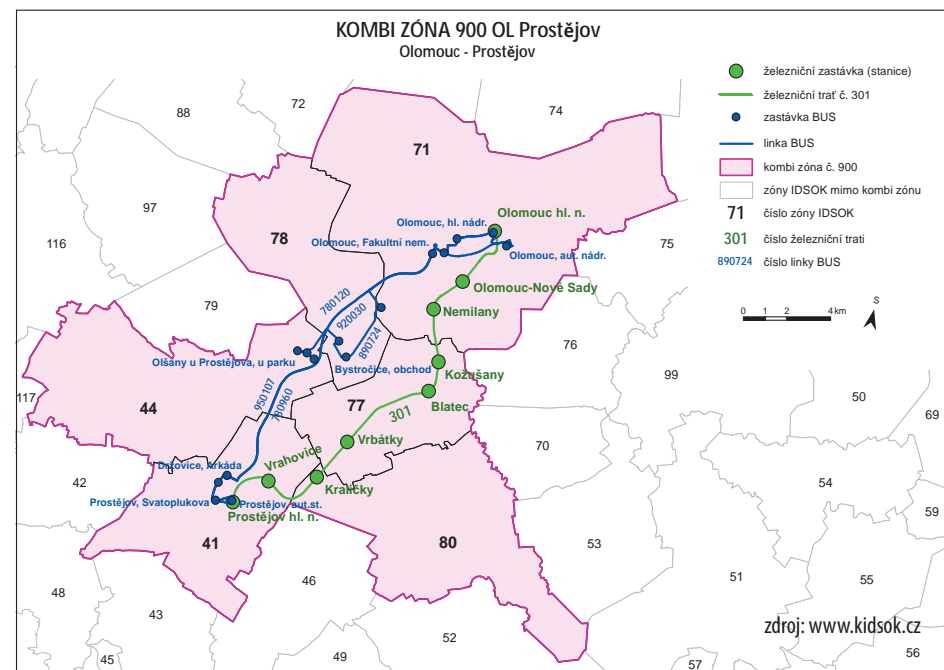 KOMBI ZÓNA 900 OL Prostějov
Olomouc - Prostějov
železniční zastávka (stanice)
železniční trať č. 301
zastávka BUS
linka BUS
kombi zóna č. 900
zóny IDSOK mimo kombi zónu
71 číslo zóny IDSOK
301 číslo železniční trati
890724 číslo linky BUS
0 1 2 4 km
S
72
74
88
71
97
Olomouc hl. n.
Olomouc, hl. nádr.
116
78
Olomouc, Fakultní nem.
Olomouc, aut. nádr.
75
Olomouc-Nové Sady
79
780120
920030
Nemilany
890724
76
Olšány u Prostějova, u parku
Bystročice, obchod
Kožušany
99
117
44
950107
780960
77
Blatec
50
301
69
Vrbátky
70
42
Držovice, Arkáda
Vrahovice
Kraličky
54
Prostějov, Svatoplukova
Prostějov, aut.st.
59
Prostějov hl. n.
41
80
53
46
51
55
48
43
52
zdroj: www.kidsok.cz
45
49
57
56